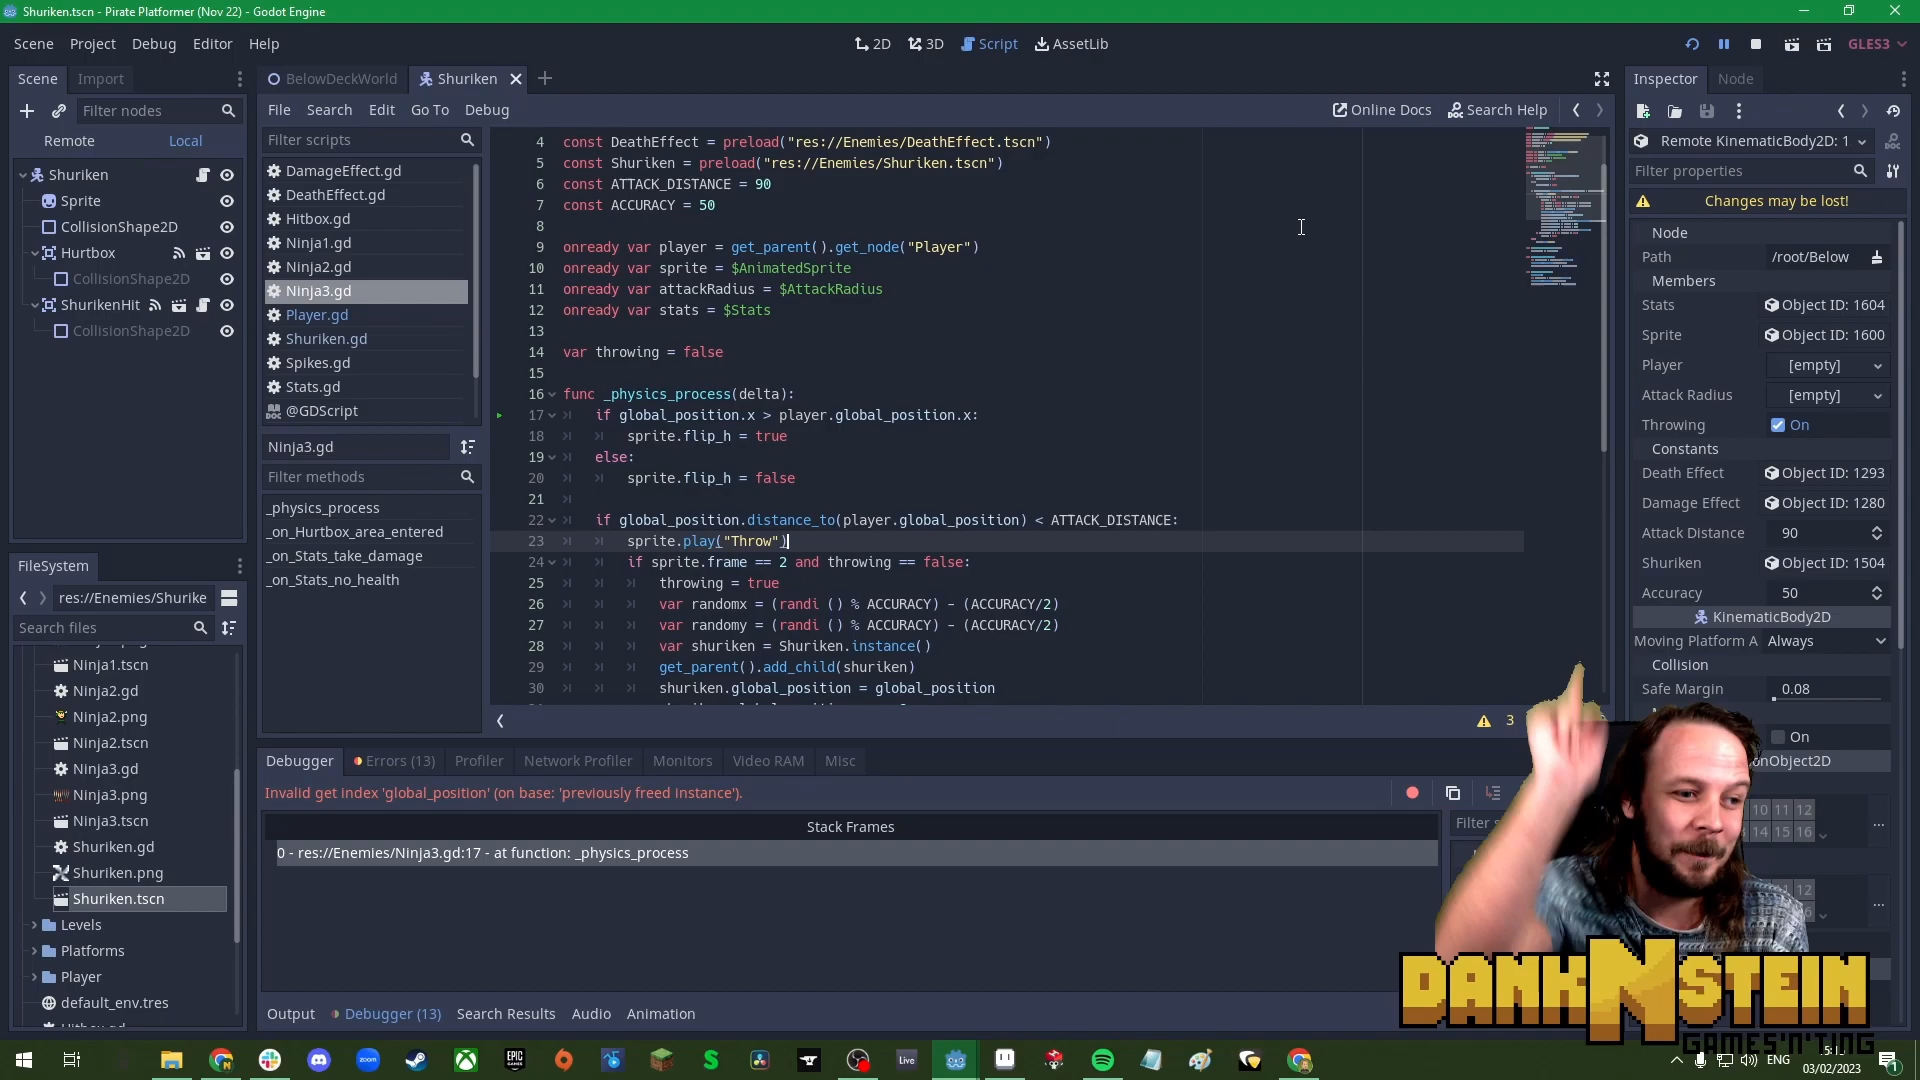 Shuriken.tscn - Pirate Platformer (Nov 22) - Godot Engine
Scene Project Debug Editor Help
2D 3D Script AssetLib
GLES3
Scene Import
Filter nodes
Remote Local
Shuriken
Sprite
CollisionShape2D
Hurtbox
CollisionShape2D
ShurikenHit
CollisionShape2D
FileSystem
res://Enemies/Shurike
Search files
Ninja1.tscn
Ninja2.gd
Ninja2.png
Ninja2.tscn
Ninja3.gd
Ninja3.png
Ninja3.tscn
Shuriken.gd
Shuriken.png
Shuriken.tscn
Levels
Platforms
Player
default_env.tres
BelowDeckWorld Shuriken
File Search Edit Go To Debug
Online Docs Search Help
Filter scripts
DamageEffect.gd
DeathEffect.gd
Hitbox.gd
Ninja1.gd
Ninja2.gd
Ninja3.gd
Player.gd
Shuriken.gd
Spikes.gd
Stats.gd
@GDScript
Ninja3.gd
Filter methods
_physics_process
_on_Hurtbox_area_entered
_on_Stats_take_damage
_on_Stats_no_health
4 const DeathEffect = preload("res://Enemies/DeathEffect.tscn")
5 const Shuriken = preload("res://Enemies/Shuriken.tscn")
6 const ATTACK_DISTANCE = 90
7 const ACCURACY = 50
8
9 onready var player = get_parent().get_node("Player")
10 onready var sprite = $AnimatedSprite
11 onready var attackRadius = $AttackRadius
12 onready var stats = $Stats
13
14 var throwing = false
15
16 func _physics_process(delta):
17 if global_position.x > player.global_position.x:
18 sprite.flip_h = true
19 else:
20 sprite.flip_h = false
21
22 if global_position.distance_to(player.global_position) < ATTACK_DISTANCE:
23 sprite.play("Throw")
24 if sprite.frame == 2 and throwing == false:
25 throwing = true
26 var randomx = (randi () % ACCURACY) - (ACCURACY/2)
27 var randomy = (randi () % ACCURACY) - (ACCURACY/2)
28 var shuriken = Shuriken.instance()
29 get_parent().add_child(shuriken)
30 shuriken.global_position = global_position
3
Debugger Errors (13) Profiler Network Profiler Monitors Video RAM Misc
Invalid get index 'global_position' (on base: 'previously freed instance').
Stack Frames
0 - res://Enemies/Ninja3.gd:17 - at function: _physics_process
Filter
Output Debugger (13) Search Results Audio Animation
Inspector Node
Remote KinematicBody2D: 1
Filter properties
Changes may be lost!
Node
Path /root/Below
Members
Stats Object ID: 1604
Sprite Object ID: 1600
Player [empty]
Attack Radius [empty]
Throwing On
Constants
Death Effect Object ID: 1293
Damage Effect Object ID: 1280
Attack Distance 90
Shuriken Object ID: 1504
Accuracy 50
KinematicBody2D
Moving Platform A Always
Collision
Safe Margin 0.08
On
onObject2D
10 11 12
14 15 16
12
DANKNSTEIN
GAMES'N'TING
zoom
EPIC GAMES
Live
ENG
03/02/2023
1